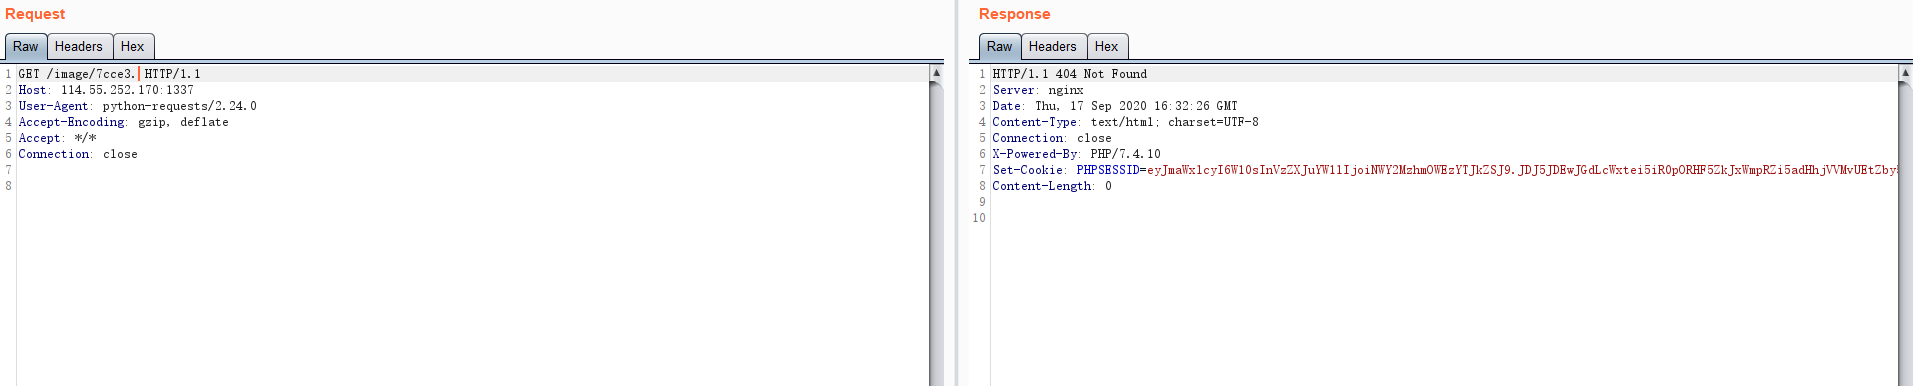 Request
Raw Headers Hex
1 GET /image/7cce3. HTTP/1.1
2 Host: 114.55.252.170:1337
3 User-Agent: python-requests/2.24.0
4 Accept-Encoding: gzip, deflate
5 Accept: */*
6 Connection: close
7
8
Response
Raw Headers Hex
1 HTTP/1.1 404 Not Found
2 Server: nginx
3 Date: Thu, 17 Sep 2020 16:32:26 GMT
4 Content-Type: text/html; charset=UTF-8
5 Connection: close
6 X-Powered-By: PHP/7.4.10
7 Set-Cookie:
8 Content-Length: 0
9
10